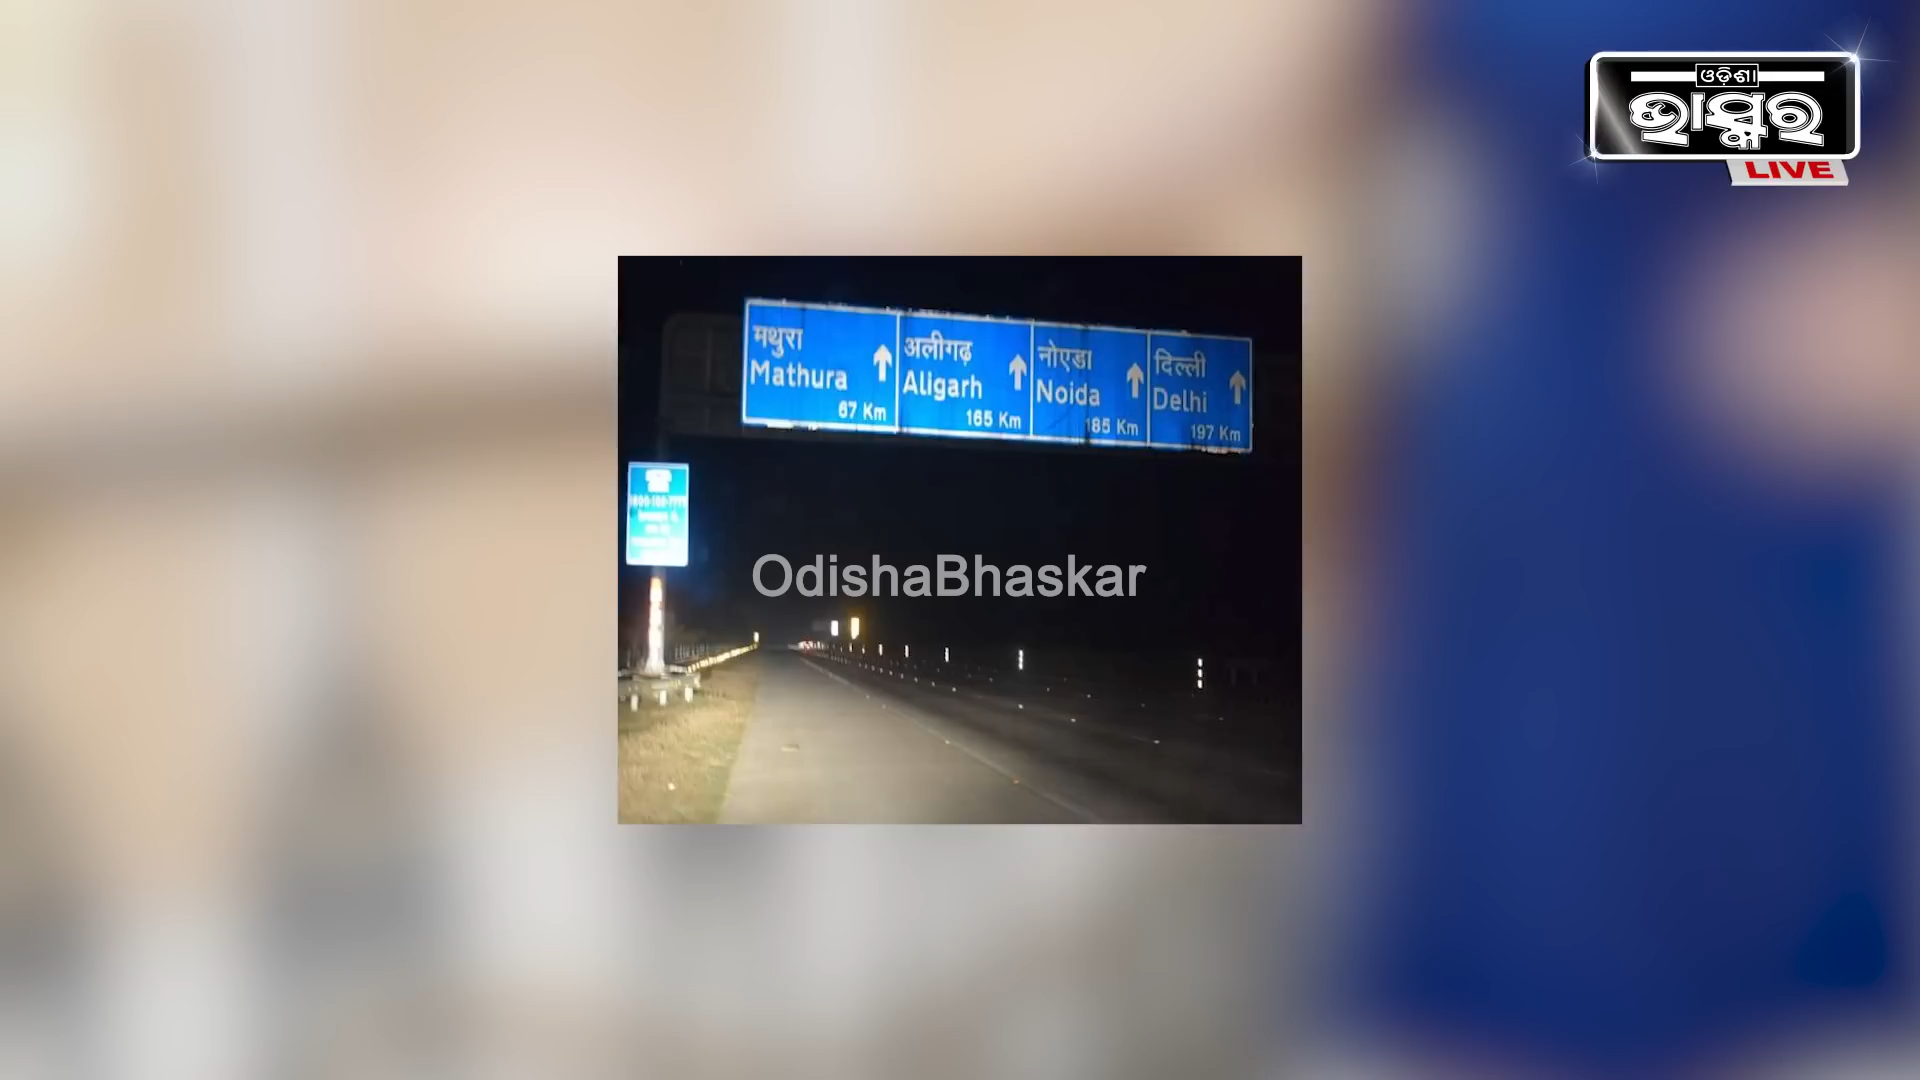 ଓଡ଼ିଶା
ଭାସ୍କର
LIVE
मथुरा
Mathura
67 Km
अलीगढ़
Aligarh
165 Km
नोएडा
Noida
185 Km
दिल्ली
Delhi
197 Km
OdishaBhaskar